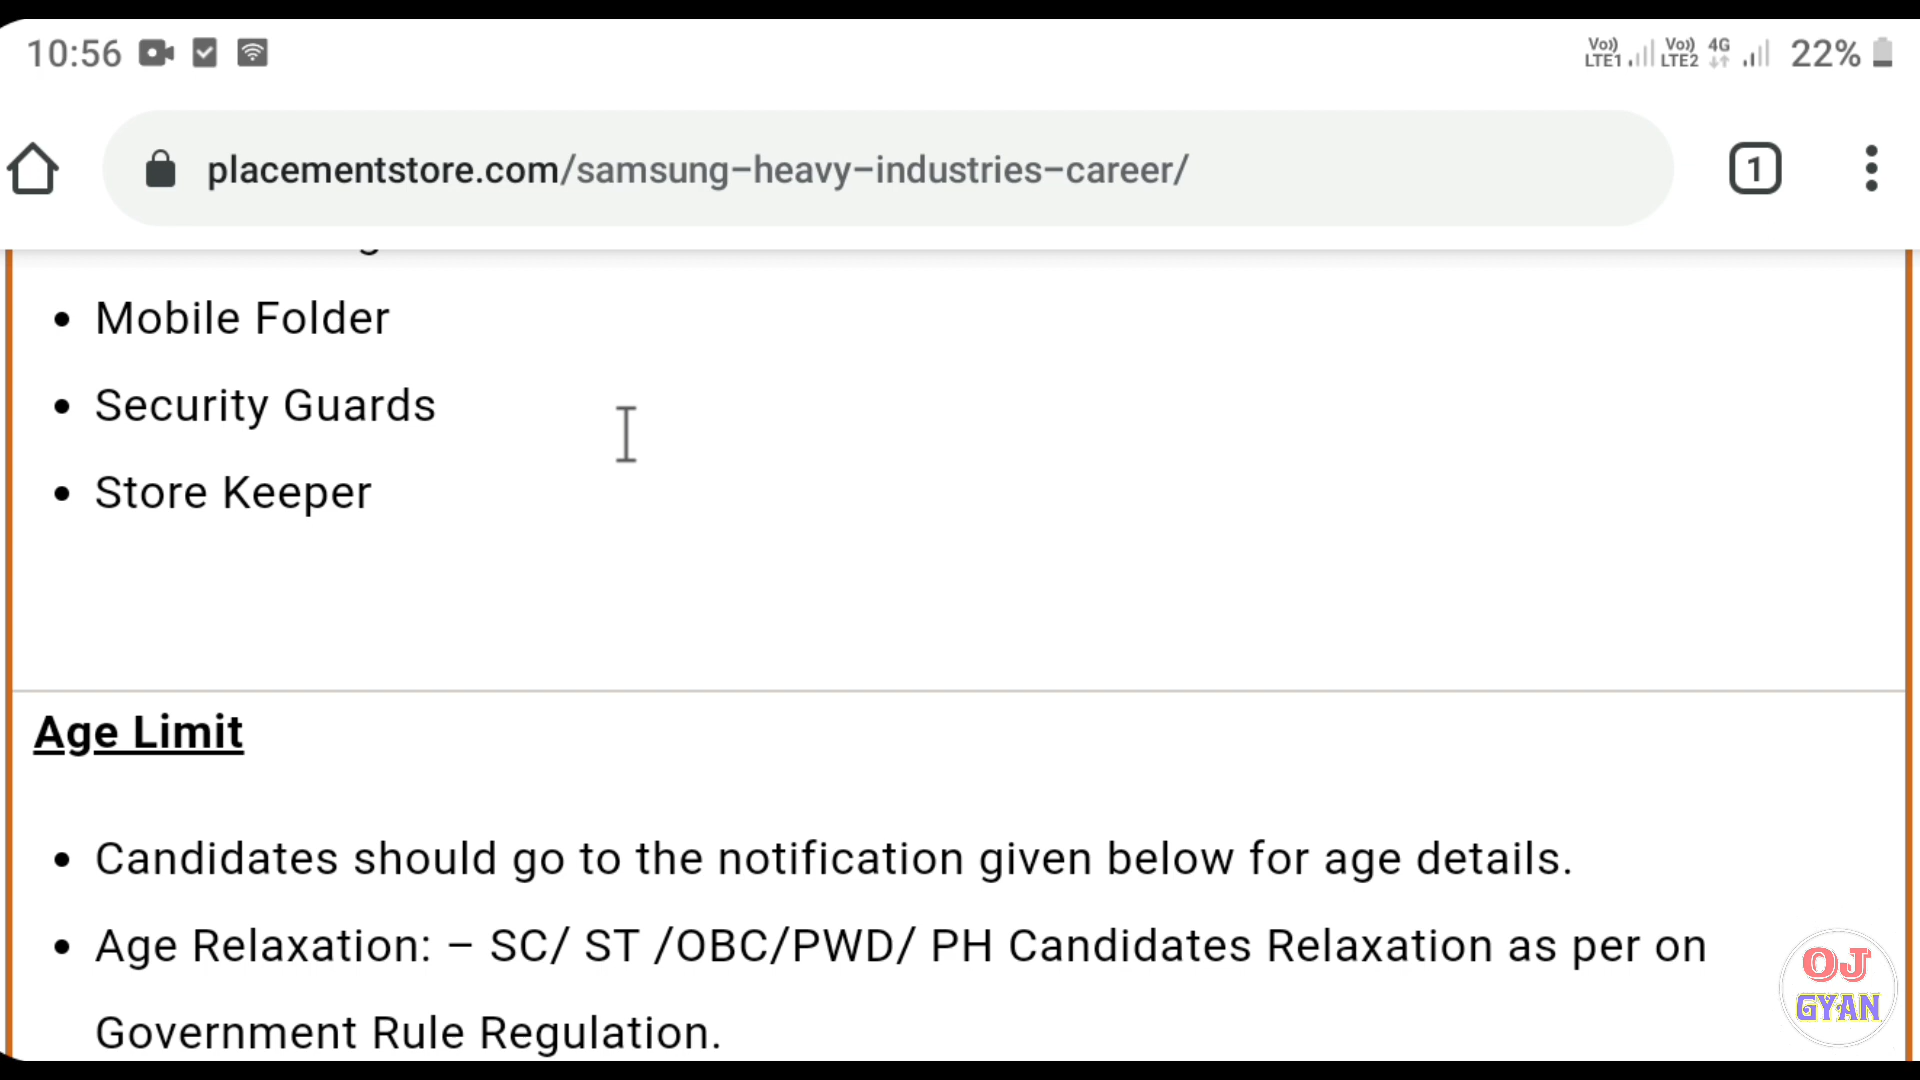 10:56
Vo)) LTE1 Vo)) LTE2 4G 22%
placementstore.com/samsung-heavy-industries-career/
1
• Mobile Folder
• Security Guards
• Store Keeper
Age Limit
• Candidates should go to the notification given below for age details.
• Age Relaxation: – SC/ ST /OBC/PWD/ PH Candidates Relaxation as per on
Government Rule Regulation.
OJ
GYAN